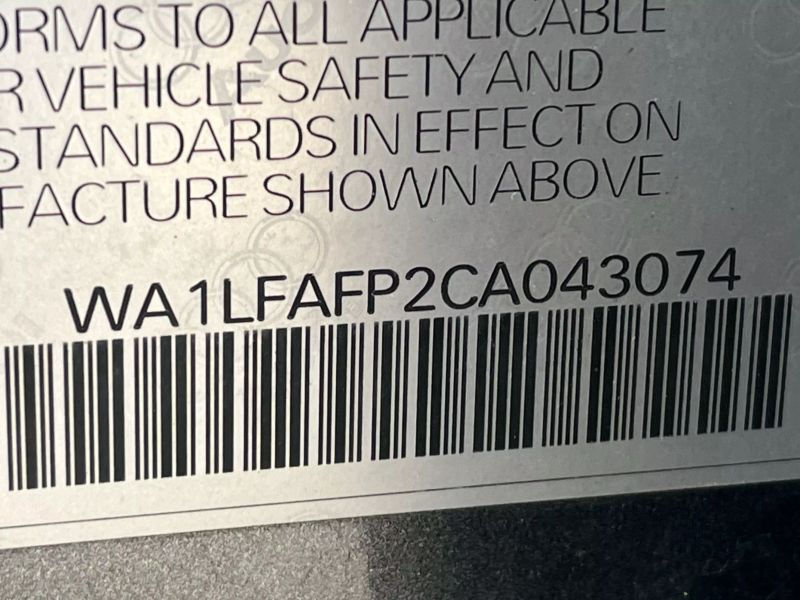 ORMS TO ALL APPLICABLE
R VEHICLE SAFETY AND
STANDARDS IN EFFECT ON
FACTURE SHOWN ABOVE.
WA1LFAFP2CA043074